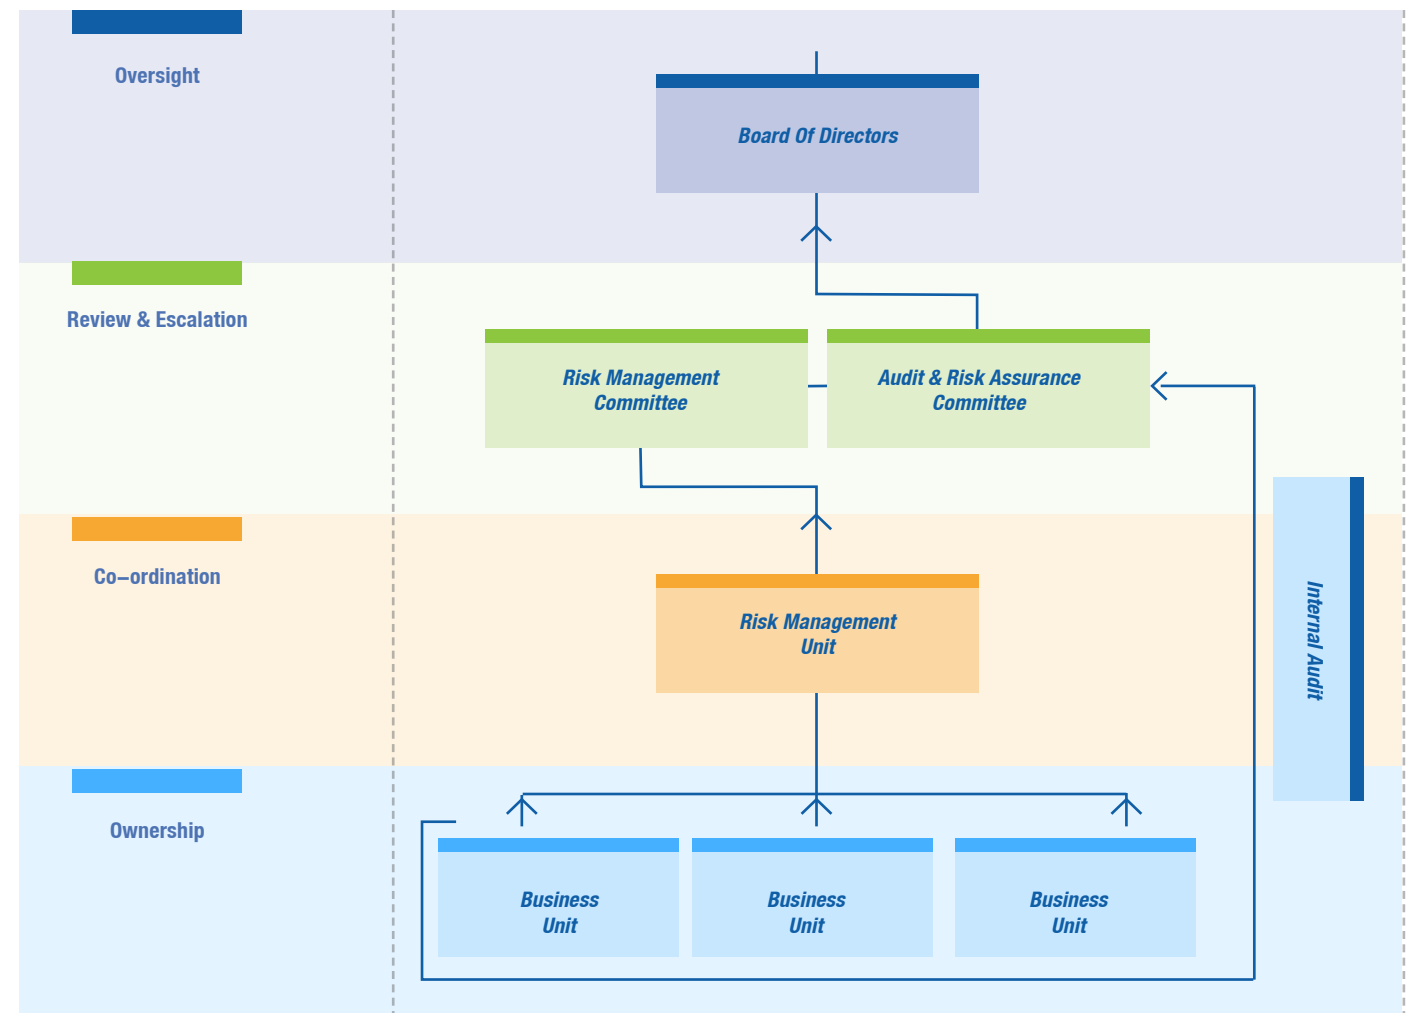 Oversight
Board Of Directors
Review & Escalation
Risk Management
Committee
Audit & Risk Assurance
Committee
Co–ordination
Risk Management
Unit
Internal Audit
Ownership
Business
Unit
Business
Unit
Business
Unit